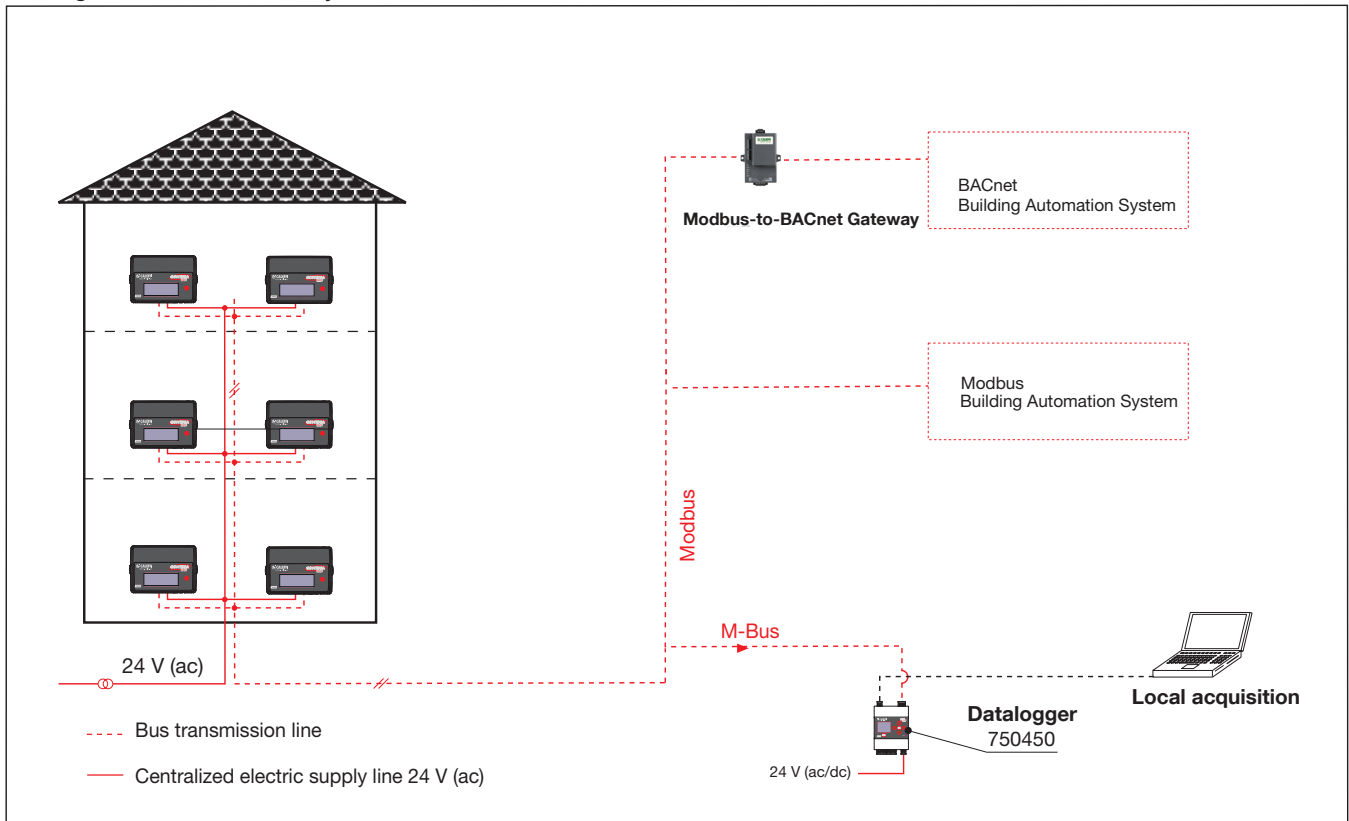 Modbus-to-BACnet Gateway
BACnet
Building Automation System
Modbus
Building Automation System
Modbus
M-Bus
24 V (ac)
Bus transmission line
Centralized electric supply line 24 V (ac)
Datalogger
750450
24 V (ac/dc)
Local acquisition